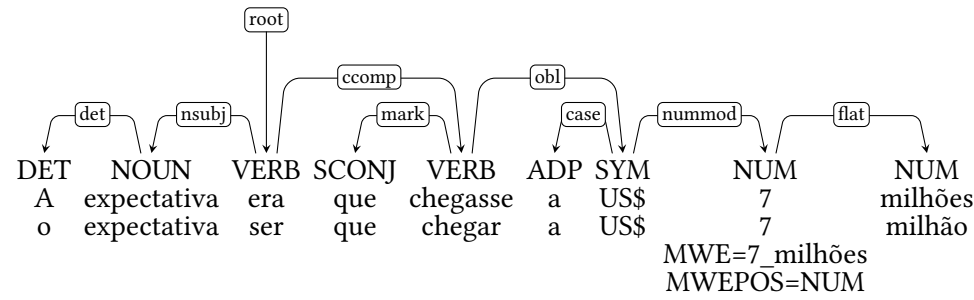 root
ccomp obl
det nsubj mark case nummod flat
DET NOUN VERB SCONJ VERB ADP SYM NUM NUM
A expectativa era que chegasse a US$ 7 milhões
o expectativa ser que chegar a US$ 7 milhão
MWE=7_milhões
MWEPOS=NUM